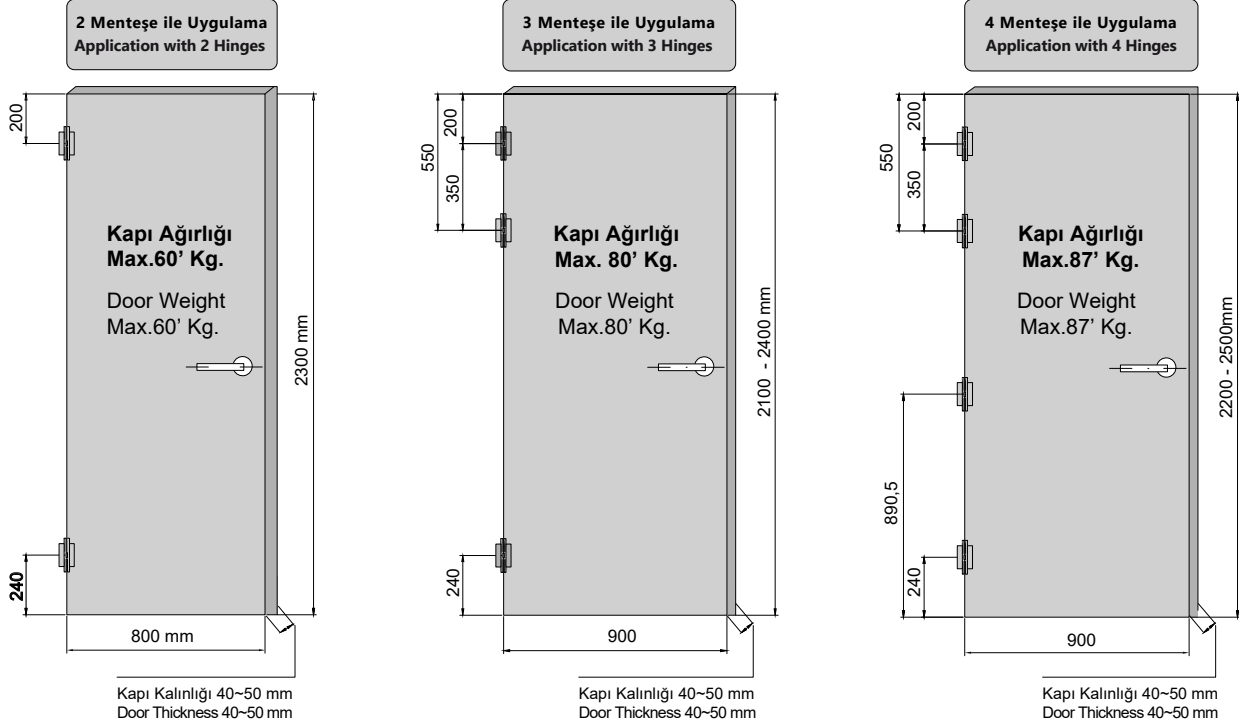 2 Menteşe ile Uygulama
Application with 2 Hinges
200
Kapı Ağırlığı
Max.60' Kg.
Door Weight
Max.60' Kg.
2300 mm
240
800 mm
Kapı Kalınlığı 40~50 mm
Door Thickness 40~50 mm
3 Menteşe ile Uygulama
Application with 3 Hinges
200
550
350
Kapı Ağırlığı
Max. 80' Kg.
Door Weight
Max.80' Kg.
2100 - 2400 mm
240
900
Kapı Kalınlığı 40~50 mm
Door Thickness 40~50 mm
4 Menteşe ile Uygulama
Application with 4 Hinges
200
550
350
Kapı Ağırlığı
Max.87' Kg.
Door Weight
Max.87' Kg.
2200 - 2500mm
890,5
240
900
Kapı Kalınlığı 40~50 mm
Door Thickness 40~50 mm